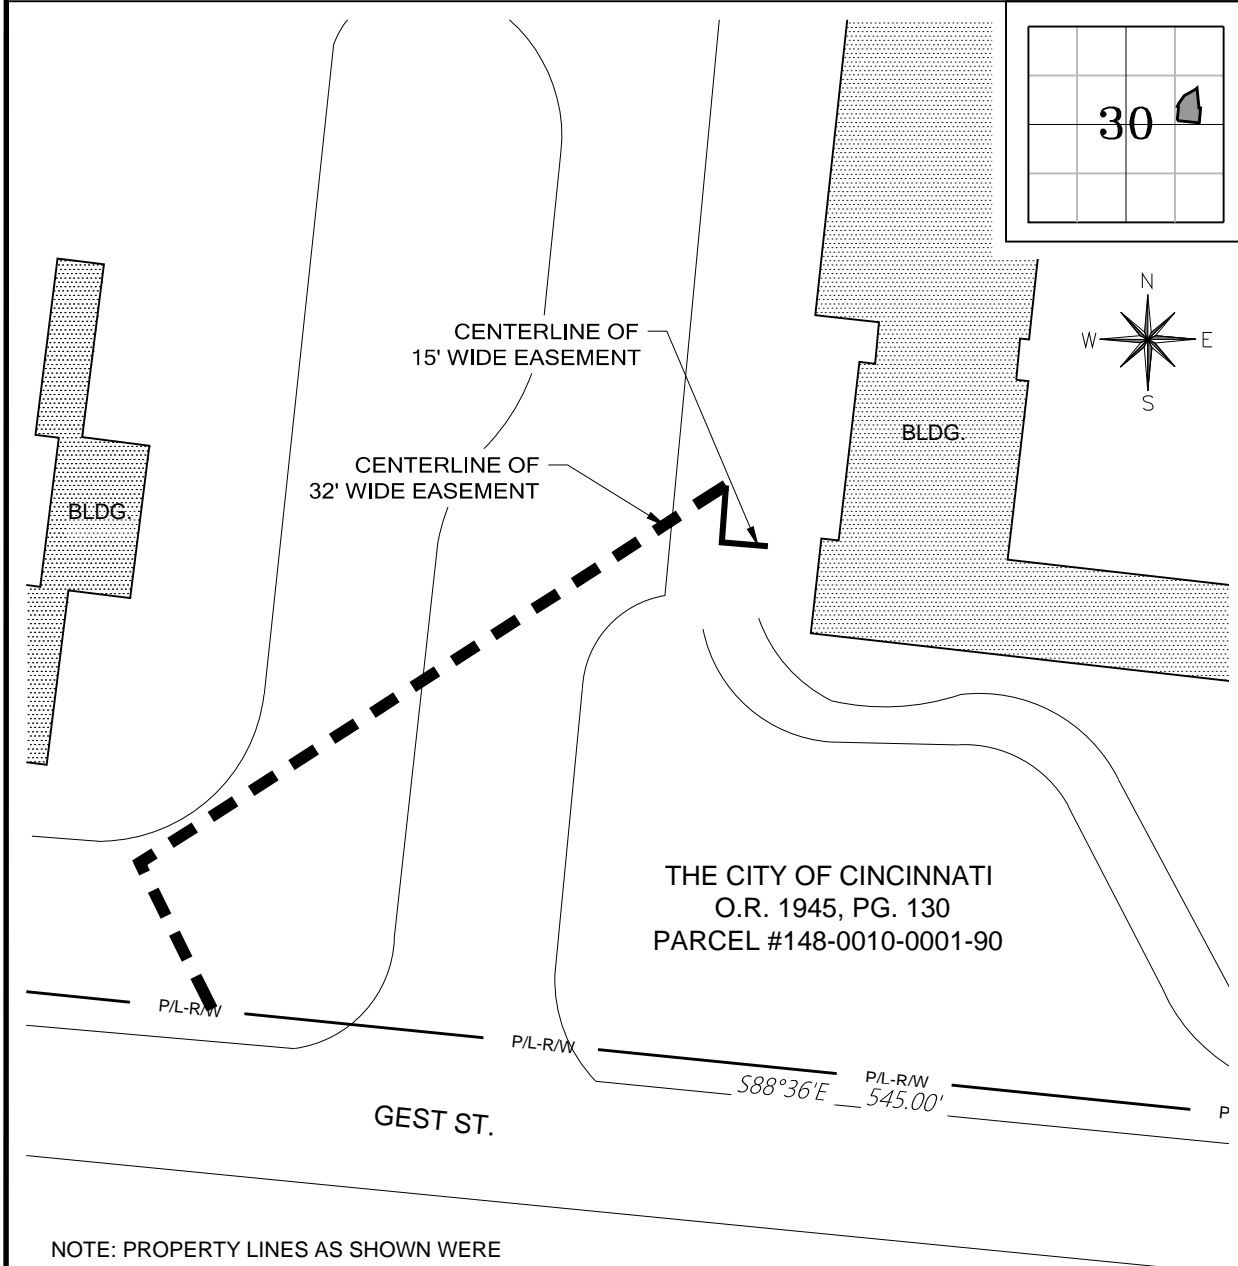 30
N
W E
S
CENTERLINE OF
15' WIDE EASEMENT
BLDG.
CENTERLINE OF
32' WIDE EASEMENT
BLDG.
THE CITY OF CINCINNATI
O.R. 1945, PG. 130
PARCEL #148-0010-0001-90
P/L-R/W
P/L-R/W
P/L-R/W
S88°36'E 545.00'
P
GEST ST.
NOTE: PROPERTY LINES AS SHOWN WERE